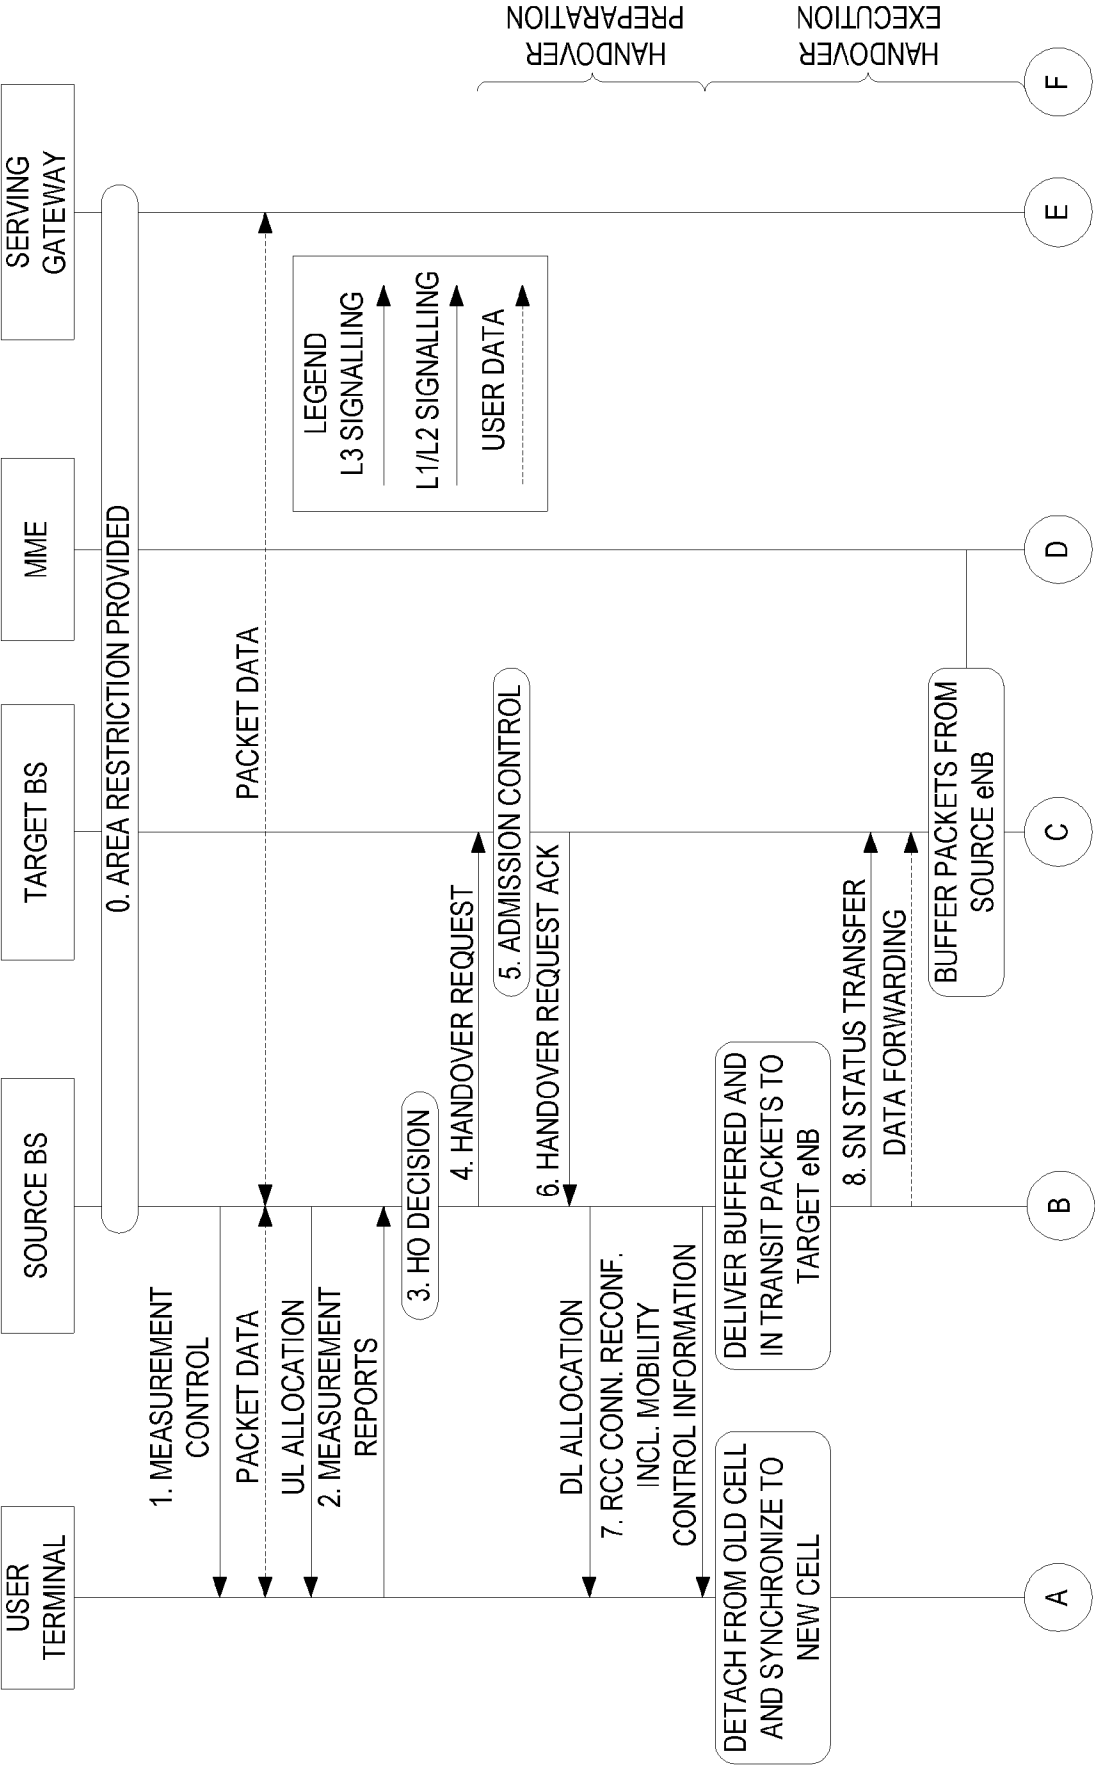 USER
TERMINAL
SOURCE BS
TARGET BS
MME
SERVING
GATEWAY
0. AREA RESTRICTION PROVIDED
1. MEASUREMENT
CONTROL
PACKET DATA
PACKET DATA
UL ALLOCATION
2. MEASUREMENT
REPORTS
LEGEND
L3 SIGNALLING
L1/L2 SIGNALLING
USER DATA
3. HO DECISION
4. HANDOVER REQUEST
5. ADMISSION CONTROL
6. HANDOVER REQUEST ACK
HANDOVER
PREPARATION
DL ALLOCATION
7. RCC CONN. RECONF.
INCL. MOBILITY
CONTROL INFORMATION
DETACH FROM OLD CELL
AND SYNCHRONIZE TO
NEW CELL
DELIVER BUFFERED AND
IN TRANSIT PACKETS TO
TARGET eNB
8. SN STATUS TRANSFER
DATA FORWARDING
BUFFER PACKETS FROM
SOURCE eNB
HANDOVER
EXECUTION
A
B
C
D
E
F